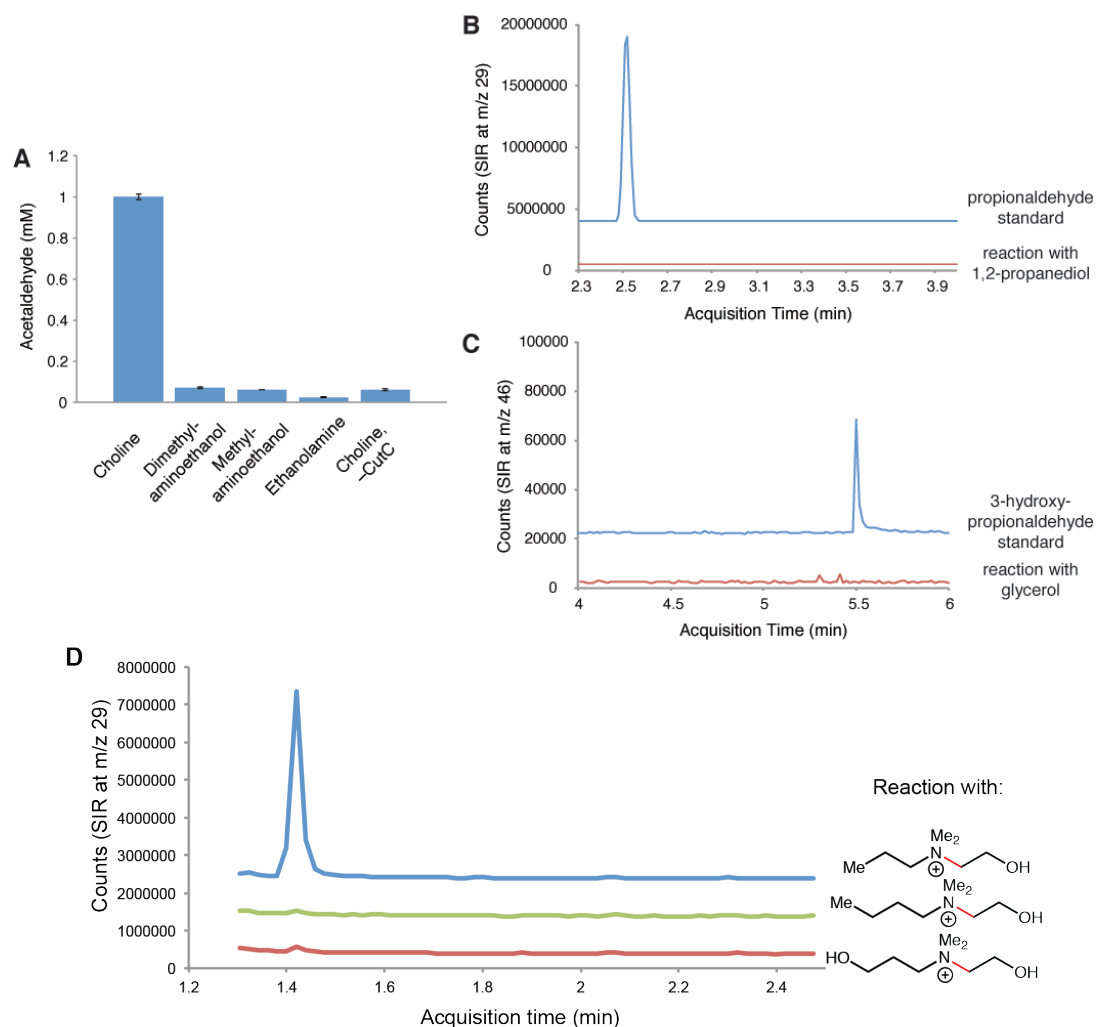 A
1.2
1
0.8
0.6
0.4
0.2
0
Acetaldehyde (mM)
Choline
Dimethyl-
aminoethanol
Methyl-
aminoethanol
Ethanolamine
Choline,
–CutC
B
20000000
15000000
10000000
5000000
0
Counts (SIR at m/z 29)
2.3 2.5 2.7 2.9 3.1 3.3 3.5 3.7 3.9
Acquisition Time (min)
propionaldehyde
standard
reaction with
1,2-propanediol
C
100000
80000
60000
40000
20000
0
Counts (SIR at m/z 46)
4 4.5 5 5.5 6
Acquisition Time (min)
3-hydroxy-
propionaldehyde
standard
reaction with
glycerol
D
8000000
7000000
6000000
5000000
4000000
3000000
2000000
1000000
0
Counts (SIR at m/z 29)
1.2 1.4 1.6 1.8 2 2.2 2.4
Acquisition time (min)
Reaction with:
Me2
Me N OH
+
Me2
Me N OH
+
Me2
HO N OH
+